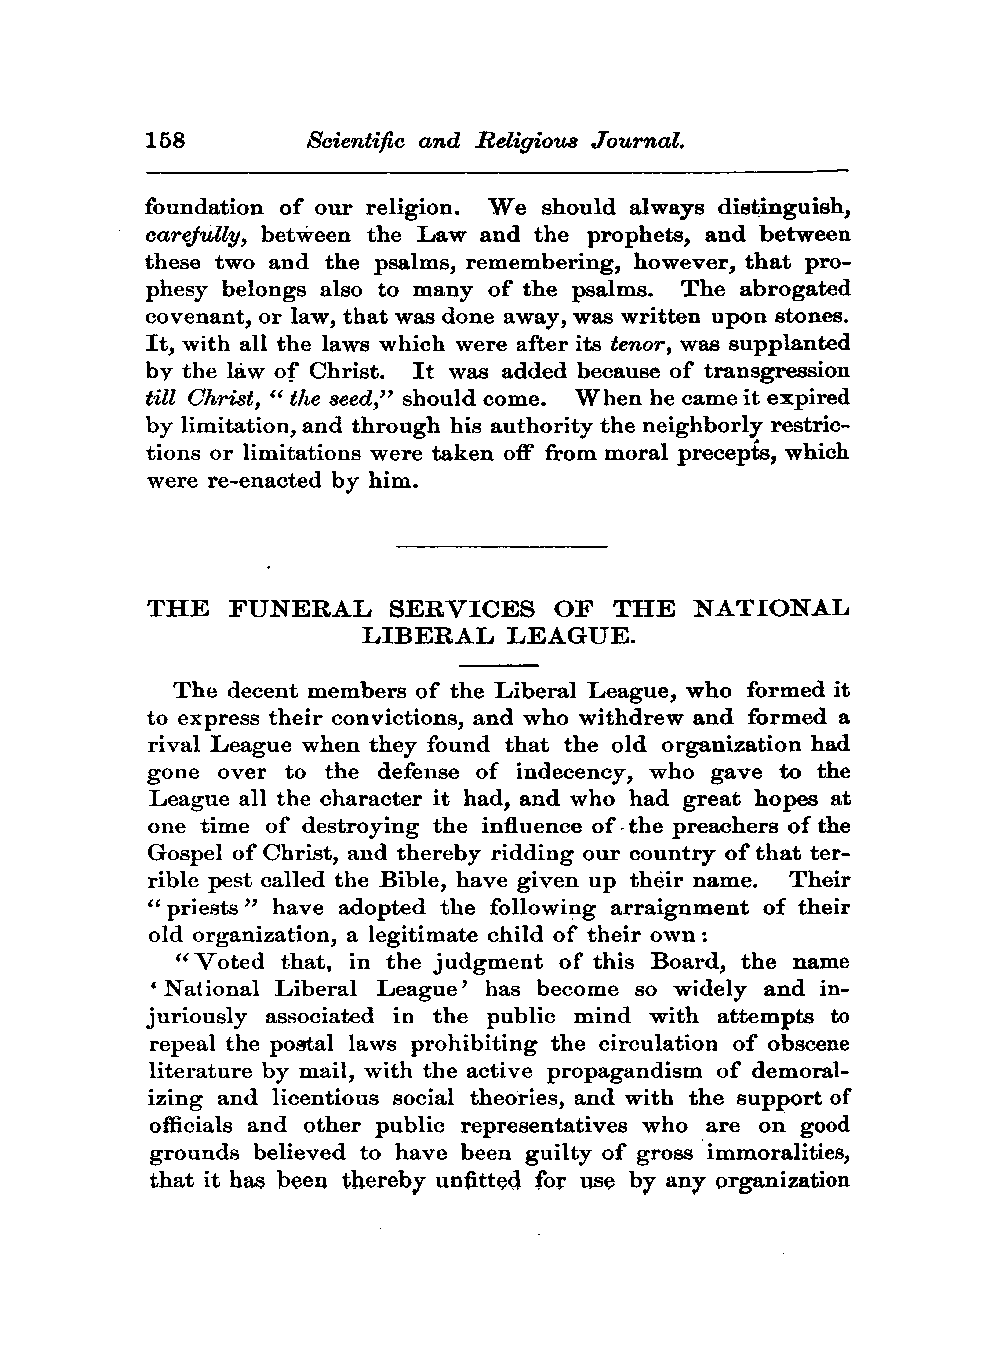 158 Scientific and Religious Journal.
foundation of our religion. We should always distinguish,
carefully, between the Law and the prophets, and between
these two and the psalms, remembering, however, that pro-
phesy belongs also to many of the psalms. The abrogated
covenant, or law, that was done away, was written upon stones.
It, with all the laws which were after its tenor, was supplanted
by the law of Christ. It was added because of transgression
till Christ, “ the seed,” should come. When he came it expired
by limitation, and through his authority the neighborly restric-
tions or limitations were taken off from moral precepts, which
were re-enacted by him.
THE FUNERAL SERVICES OF THE NATIONAL
LIBERAL LEAGUE.
The decent members of the Liberal League, who formed it
to express their convictions, and who withdrew and formed a
rival League when they found that the old organization had
gone over to the defense of indecency, who gave to the
League all the character it had, and who had great hopes at
one time of destroying the influence of the preachers of the
Gospel of Christ, and thereby ridding our country of that ter-
rible pest called the Bible, have given up their name. Their
“priests” have adopted the following arraignment of their
old organization, a legitimate child of their own:
“Voted that, in the judgment of this Board, the name
‘National Liberal League’ has become so widely and in-
juriously associated in the public mind with attempts to
repeal the postal laws prohibiting the circulation of obscene
literature by mail, with the active propagandism of demoral-
izing and licentious social theories, and with the support of
officials and other public representatives who are on good
grounds believed to have been guilty of gross immoralities,
that it has been thereby unfitted for use by any organization